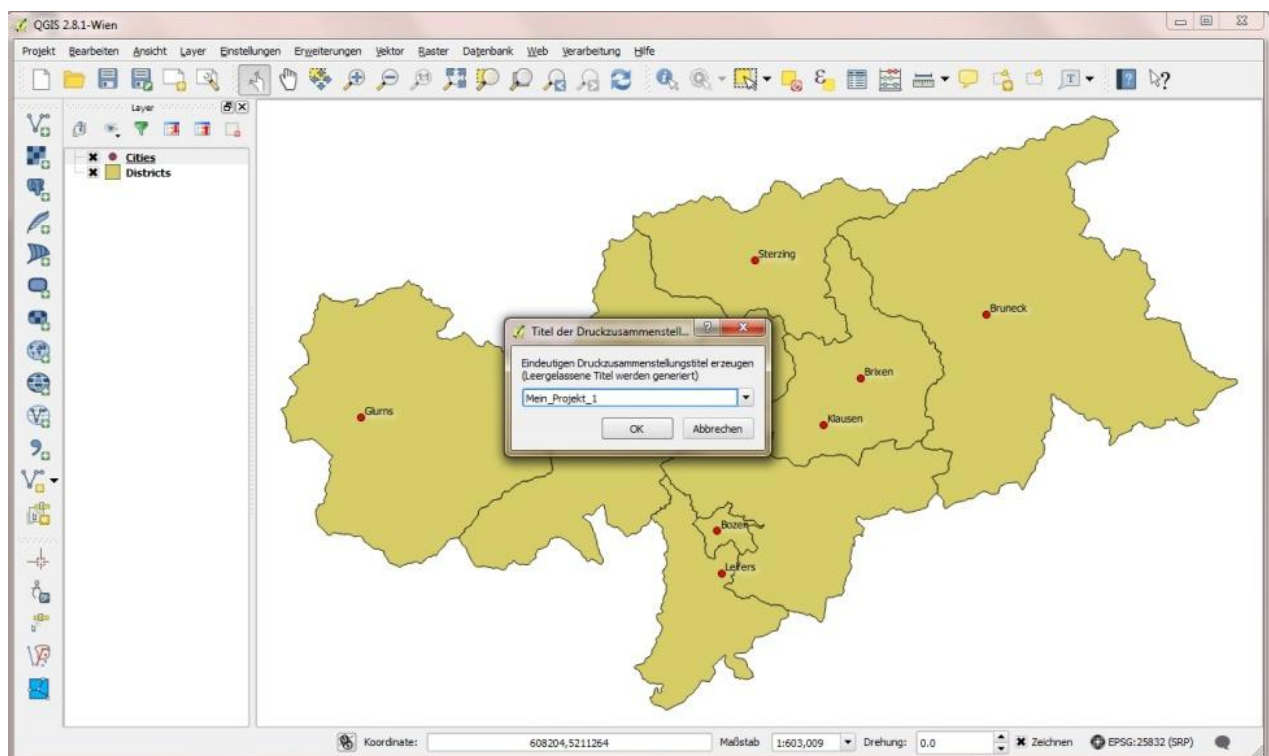 QGIS 2.8.1-Wien
Projekt Bearbeiten Ansicht Layer Einstellungen Erweiterungen Vektor Raster Datenbank Web Verarbeitung Hilfe
Layer
Cities
Districts
Sterzing
Bruneck
Titel der Druckzusammenstell...
Eindeutigen Druckzusammenstellungstitel erzeugen
(Leergelassene Titel werden generiert)
Mein_Projekt_1
OK Abbrechen
Brixen
Glurns
Klausen
Bozen
Leifers
Koordinate: 608204,5211264 Maßstab 1:603,009 Drehung: 0.0 Zeichnen EPSG:25832 (SRP)